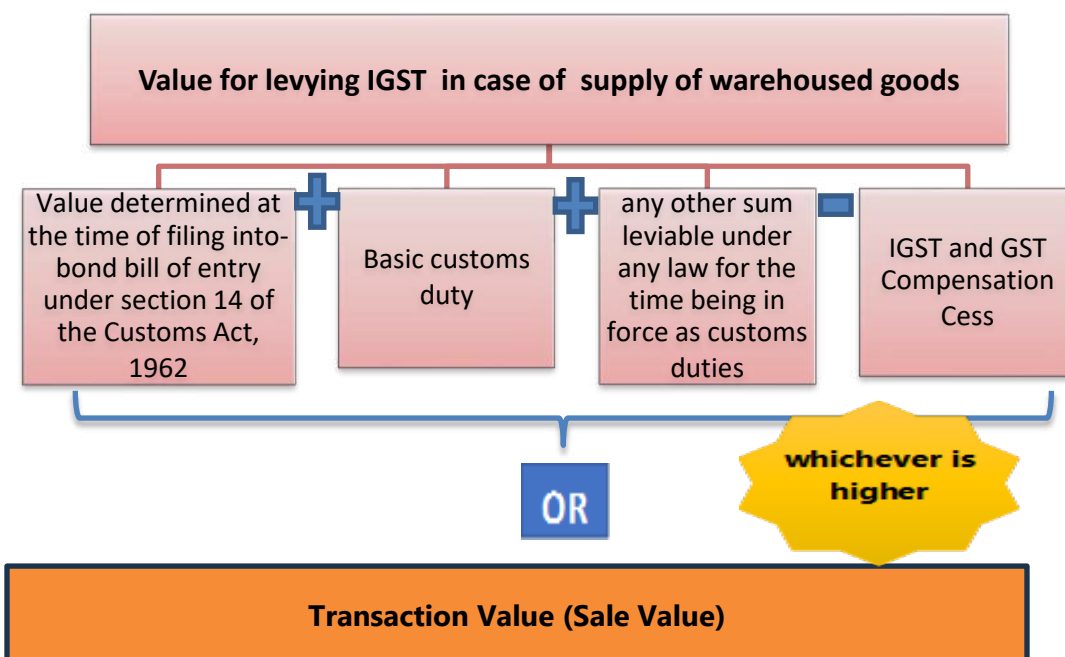 Value for levying IGST in case of supply of warehoused goods
Value determined at
the time of filing into-
bond bill of entry
under section 14 of
the Customs Act,
1962
Basic customs
duty
any other sum
leviable under
any law for the
time being in
force as customs
duties
IGST and GST
Compensation
Cess
whichever is
higher
OR
Transaction Value (Sale Value)